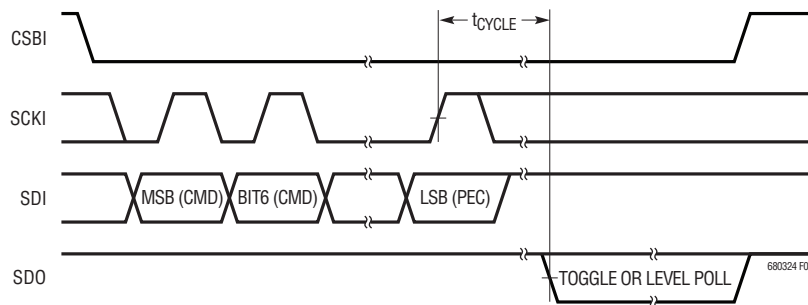 CSBI
tCYCLE
SCKI
SDI
MSB (CMD)
BIT6 (CMD)
LSB (PEC)
SDO
TOGGLE OR LEVEL POLL
680324 F0